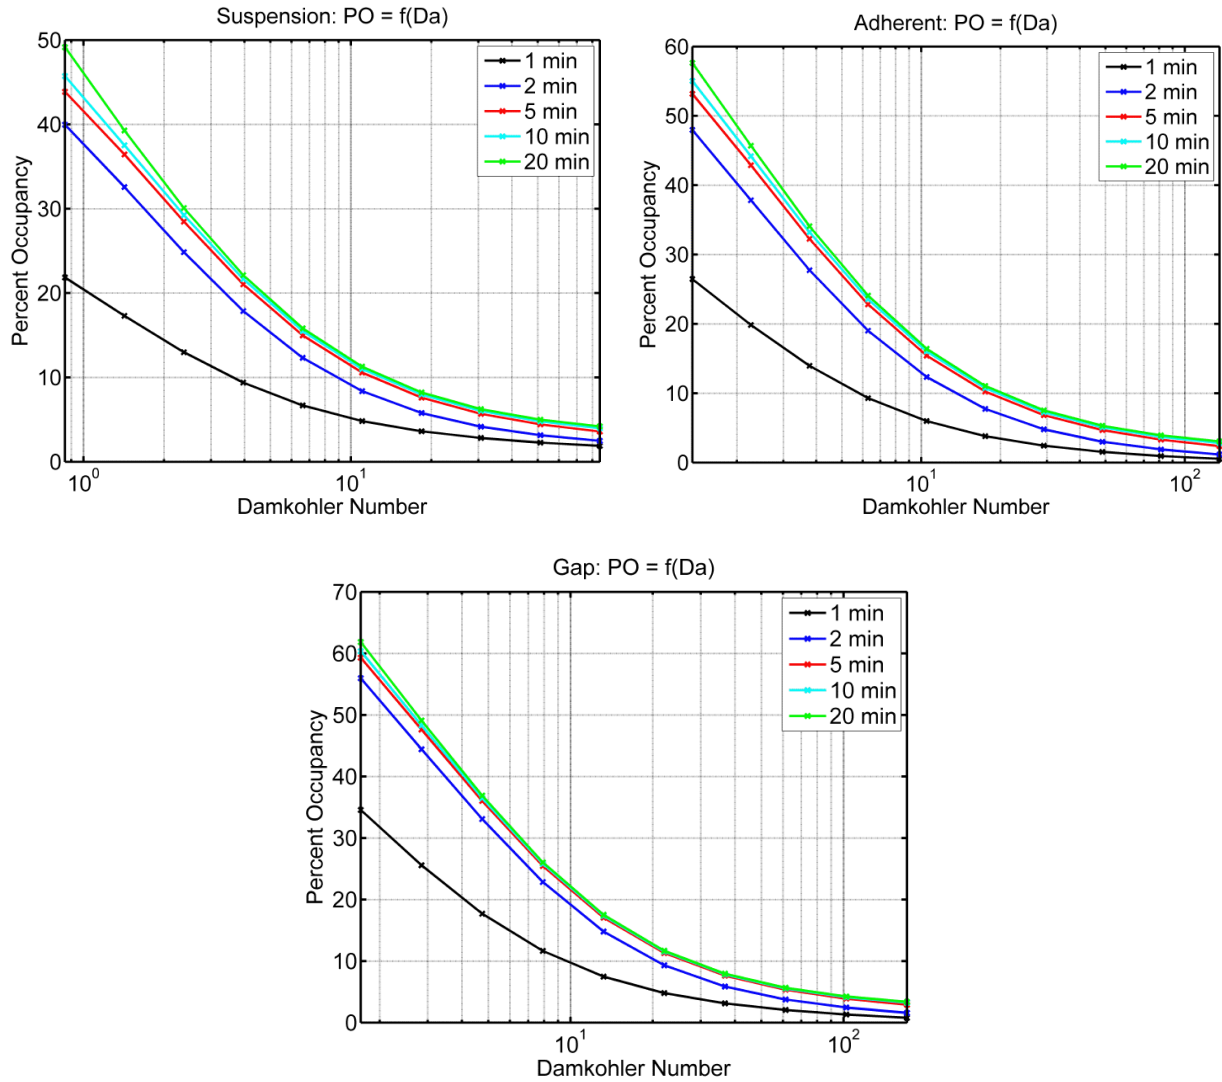 Suspension: PO = f(Da)
Percent Occupancy
50
40
30
20
10
0
10^0
10^1
Damkohler Number
1 min
2 min
5 min
10 min
20 min
Adherent: PO = f(Da)
Percent Occupancy
60
50
40
30
20
10
0
10^1
10^2
Damkohler Number
1 min
2 min
5 min
10 min
20 min
Gap: PO = f(Da)
Percent Occupancy
70
60
50
40
30
20
10
0
10^1
10^2
Damkohler Number
1 min
2 min
5 min
10 min
20 min